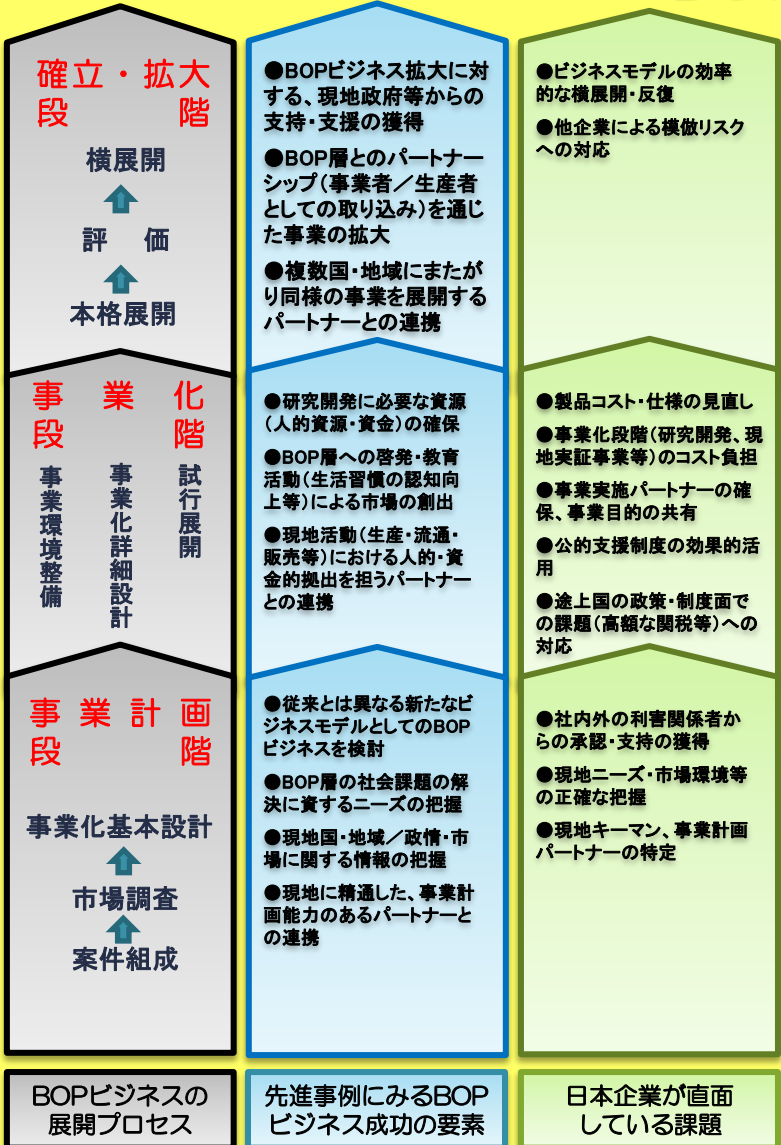 確立・拡大
段階
横展開
評価
本格展開
事業化
段階
事業環境整備
事業化詳細設計
試行展開
事業計画
段階
事業化基本設計
市場調査
案件組成
BOPビジネスの
展開プロセス
●BOPビジネス拡大に対
する、現地政府等からの
支持・支援の獲得
●BOP層とのパートナー
シップ（事業者／生産者
としての取り込み）を通じ
た事業の拡大
●複数国・地域にまたが
り同様の事業を展開する
パートナーとの連携
●研究開発に必要な資源
（人的資源・資金）の確保
●BOP層への啓発・教育
活動（生活習慣の認知向
上等）による市場の創出
●現地活動（生産・流通・
販売等）における人的・資
金的拠出を担うパートナー
との連携
●従来とは異なる新たなビ
ジネスモデルとしてのBOP
ビジネスを検討
●BOP層の社会課題の解
決に資するニーズの把握
●現地国・地域／政情・市
場に関する情報の把握
●現地に精通した、事業計
画能力のあるパートナーと
の連携
先進事例にみるBOP
ビジネス成功の要素
●ビジネスモデルの効率
的な横展開・反復
●他企業による模倣リスク
への対応
●製品コスト・仕様の見直し
●事業化段階（研究開発、現
地実証事業等）のコスト負担
●事業実施パートナーの確
保、事業目的の共有
●公的支援制度の効果的活
用
●途上国の政策・制度面で
の課題（高額な関税等）への
対応
●社内外の利害関係者か
らの承認・支持の獲得
●現地ニーズ・市場環境等
の正確な把握
●現地キーマン、事業計画
パートナーの特定
日本企業が直面
している課題